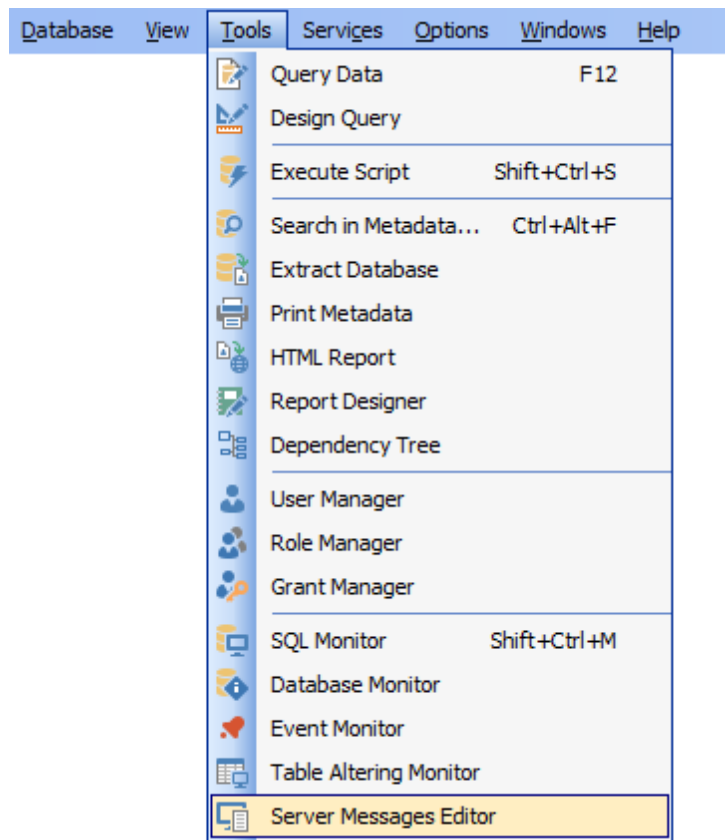 Database View Tools Services Options Windows Help
Query Data F12
Design Query
Execute Script Shift+Ctrl+S
Search in Metadata... Ctrl+Alt+F
Extract Database
Print Metadata
HTML Report
Report Designer
Dependency Tree
User Manager
Role Manager
Grant Manager
SQL Monitor Shift+Ctrl+M
Database Monitor
Event Monitor
Table Altering Monitor
Server Messages Editor